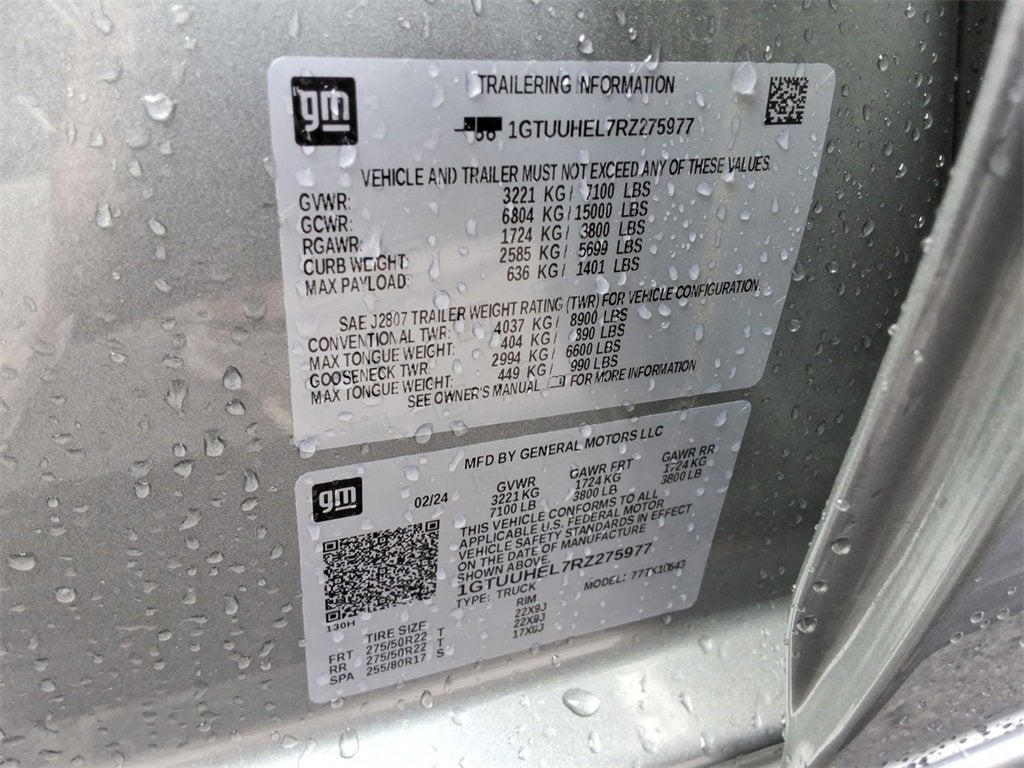 gm
TRAILERING INFORMATION
1GTUUHEL7RZ275977
VEHICLE AND TRAILER MUST NOT EXCEED ANY OF THESE VALUES.
GVWR: 3221 KG / 7100 LBS
GCWR: 6804 KG / 15000 LBS
RGAWR: 1724 KG / 3800 LBS
CURB WEIGHT: 2585 KG / 5699 LBS
MAX PAYLOAD: 636 KG / 1401 LBS
SAE J2807 TRAILER WEIGHT RATING (TWR) FOR VEHICLE CONFIGURATION
CONVENTIONAL TWR: 4037 KG / 8900 LBS
MAX TONGUE WEIGHT: 404 KG / 890 LBS
GOOSENECK TWR: 2994 KG / 6600 LBS
MAX TONGUE WEIGHT: 449 KG / 990 LBS
SEE OWNER'S MANUAL FOR MORE INFORMATION
gm
MFD BY GENERAL MOTORS LLC
02/24
GVWR GAWR FRT GAWR RR
3221 KG 1724 KG 1724 KG
7100 LB 3800 LB 3800 LB
THIS VEHICLE CONFORMS TO ALL
APPLICABLE U.S. FEDERAL MOTOR
VEHICLE SAFETY STANDARDS IN EFFECT
ON THE DATE OF MANUFACTURE
SHOWN ABOVE.
1GTUUHEL7RZ275977
TYPE: TRUCK MODEL:
130H
TIRE SIZE RIM
FRT 275/50R22 T 22X9J
RR 275/50R22 T 22X9J
SPA 255/80R17 S 17X6J